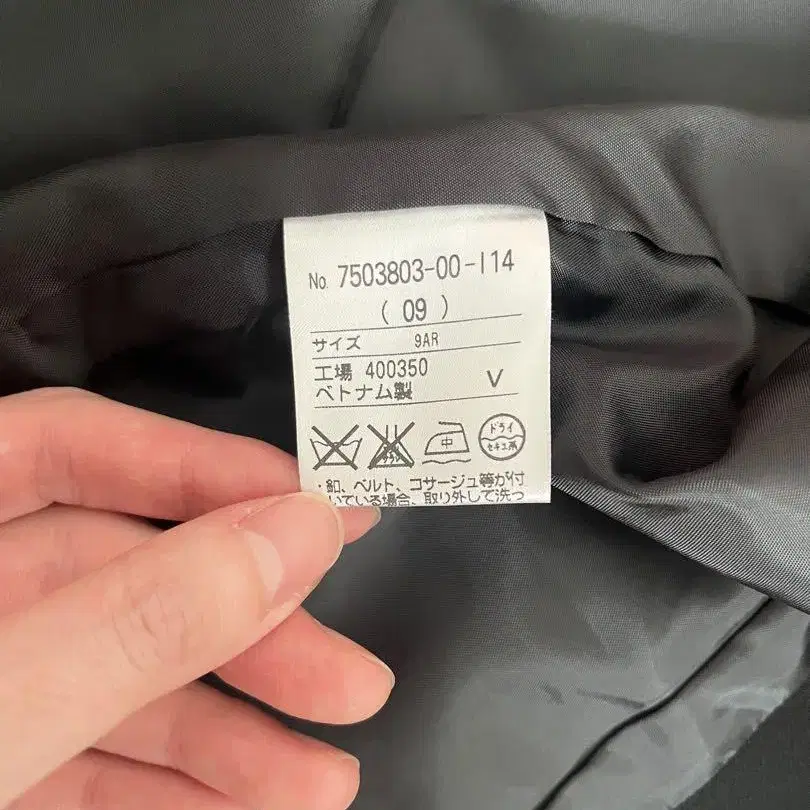 No. 7503803-00-114
( 09 )
サイズ 9AR
工場 400350
ベトナム製 V
中 ドライ
セキユ系
・釦、ベルト、コサージュ等が付
いている場合、取り外して洗っ